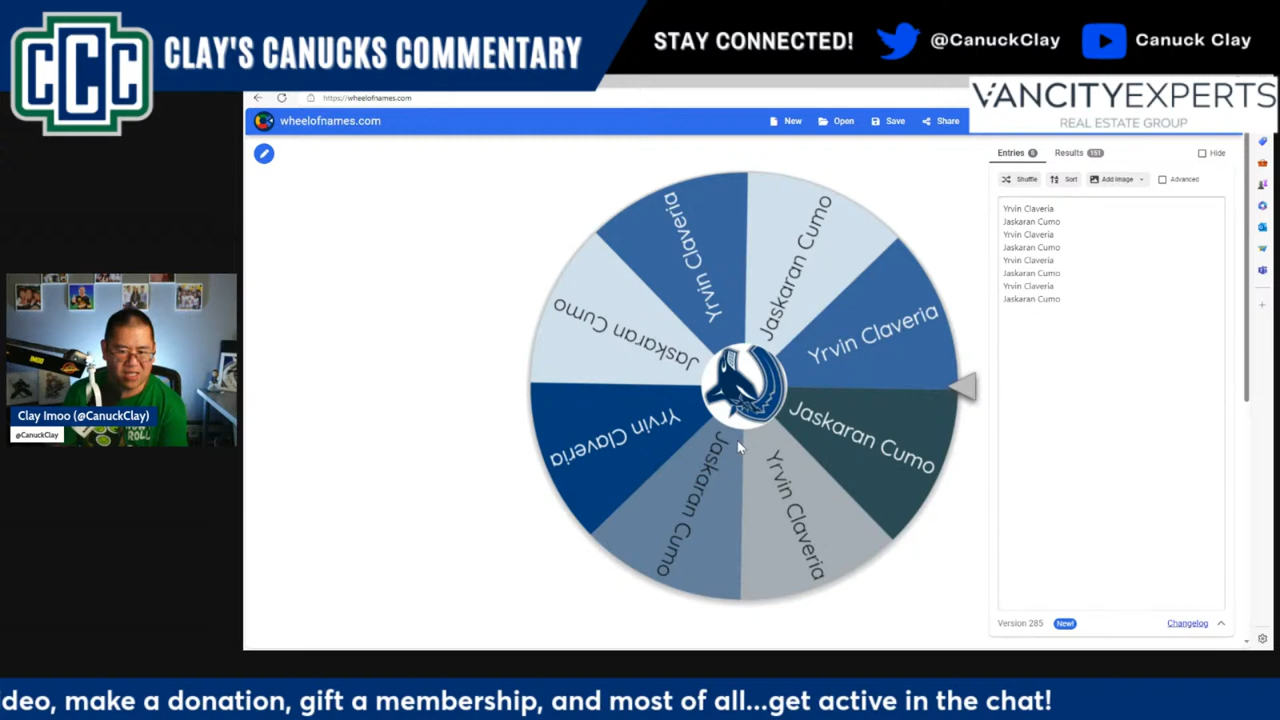 CCC
CLAY'S CANUCKS COMMENTARY
STAY CONNECTED!
@CanuckClay
Canuck Clay
https://wheelofnames.com
VANCITYEXPERTS
REAL ESTATE GROUP
wheelofnames.com
New
Open
Save
Share
Entries 8
Results 151
Hide
Shuffle
Sort
Add image
Advanced
Yrvin Claveria
Jaskaran Cumo
Yrvin Claveria
Jaskaran Cumo
Yrvin Claveria
Jaskaran Cumo
Yrvin Claveria
Jaskaran Cumo
Jaskaran Cumo
Yrvin Claveria
Jaskaran Cumo
Yrvin Claveria
Jaskaran Cumo
Yrvin Claveria
Jaskaran Cumo
Yrvin Claveria
Clay Imoo (@CanuckClay)
@CanuckClay
Version 285
New!
Changelog
deo, make a donation, gift a membership, and most of all...get active in the chat!